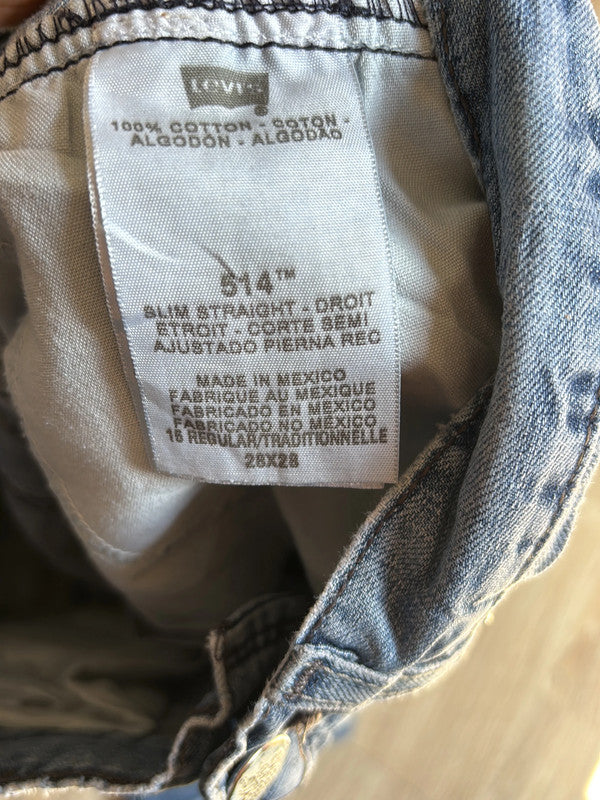 LEVI'S
100% COTTON - COTON -
ALGODÓN - ALGODÃO
514™
SLIM STRAIGHT - DROIT
ETROIT - CORTE SEMI
AJUSTADO PIERNA REC
MADE IN MEXICO
FABRIQUE AU MEXIQUE
FABRICADO EN MEXICO
FABRICADO NO MEXICO
16 REGULAR/TRADITIONNELLE
28X28